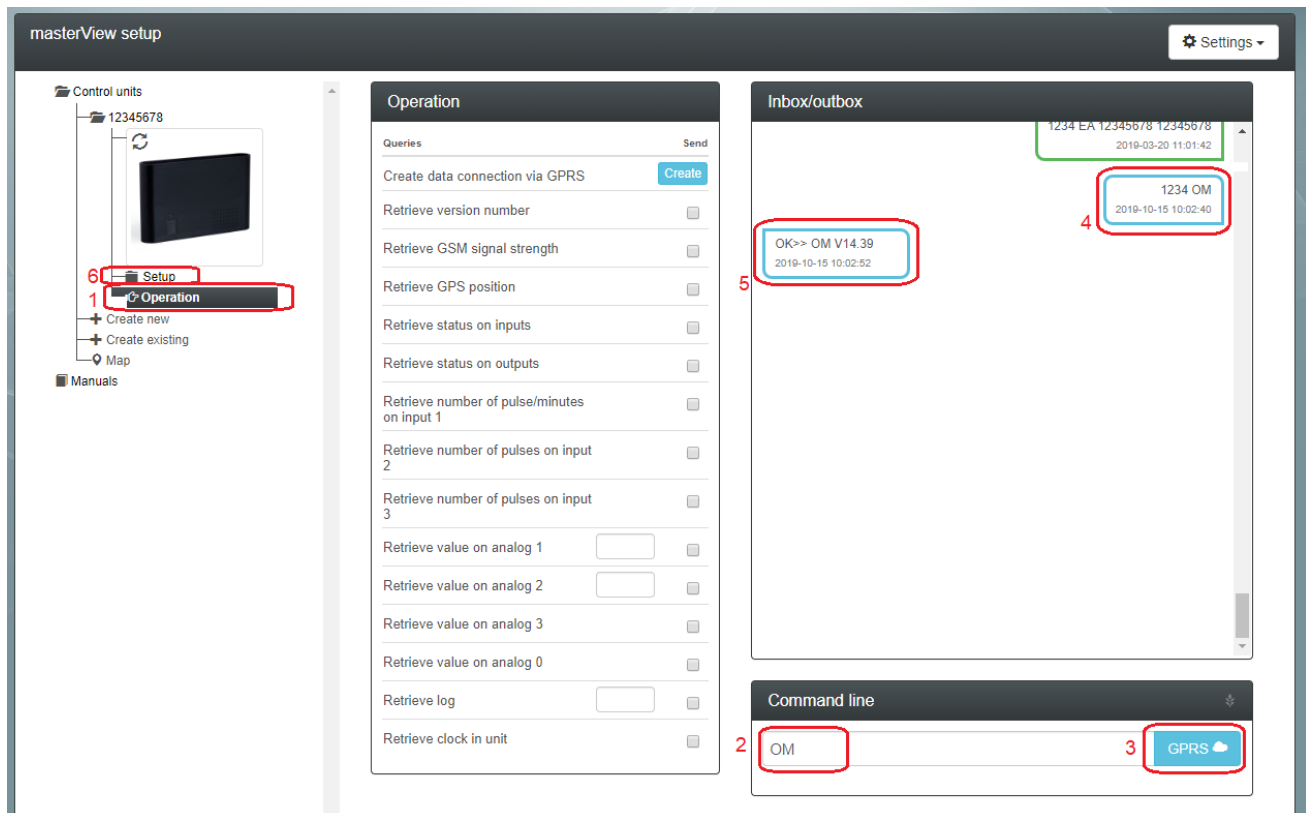 masterView setup
Settings
Control units
12345678
6
Setup
1
Operation
Create new
Create existing
Map
Manuals
Operation
Queries Send
Create data connection via GPRS Create
Retrieve version number
Retrieve GSM signal strength
Retrieve GPS position
Retrieve status on inputs
Retrieve status on outputs
Retrieve number of pulse/minutes
on input 1
Retrieve number of pulses on input
2
Retrieve number of pulses on input
3
Retrieve value on analog 1
Retrieve value on analog 2
Retrieve value on analog 3
Retrieve value on analog 0
Retrieve log
Retrieve clock in unit
Inbox/outbox
1234 EA 12345678 12345678
2019-03-20 11:01:42
1234 OM
2019-10-15 10:02:40
4
OK>> OM V14.39
2019-10-15 10:02:52
5
Command line
2
OM
3
GPRS